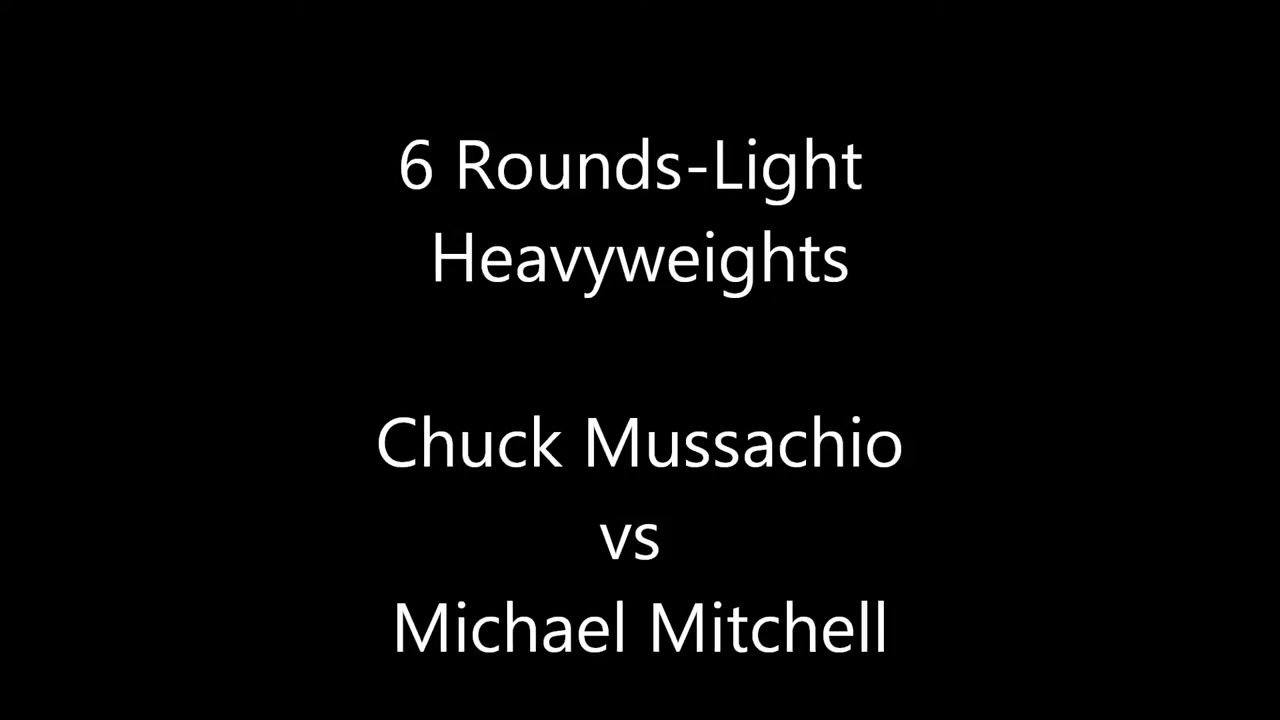 6 Rounds-Light
Heavyweights
Chuck Mussachio
vs
Michael Mitchell